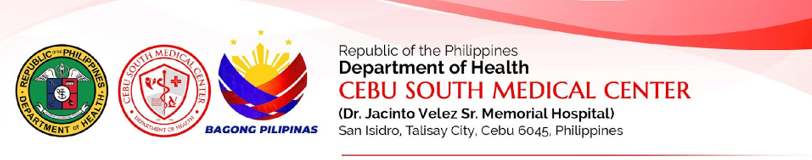 REPUBLIC OF THE PHILIPPINES
DEPARTMENT OF HEALTH
CEBU SOUTH MEDICAL CENTER
DEPARTMENT OF HEALTH
BAGONG PILIPINAS
Republic of the Philippines
Department of Health
CEBU SOUTH MEDICAL CENTER
(Dr. Jacinto Velez Sr. Memorial Hospital)
San Isidro, Talisay City, Cebu 6045, Philippines